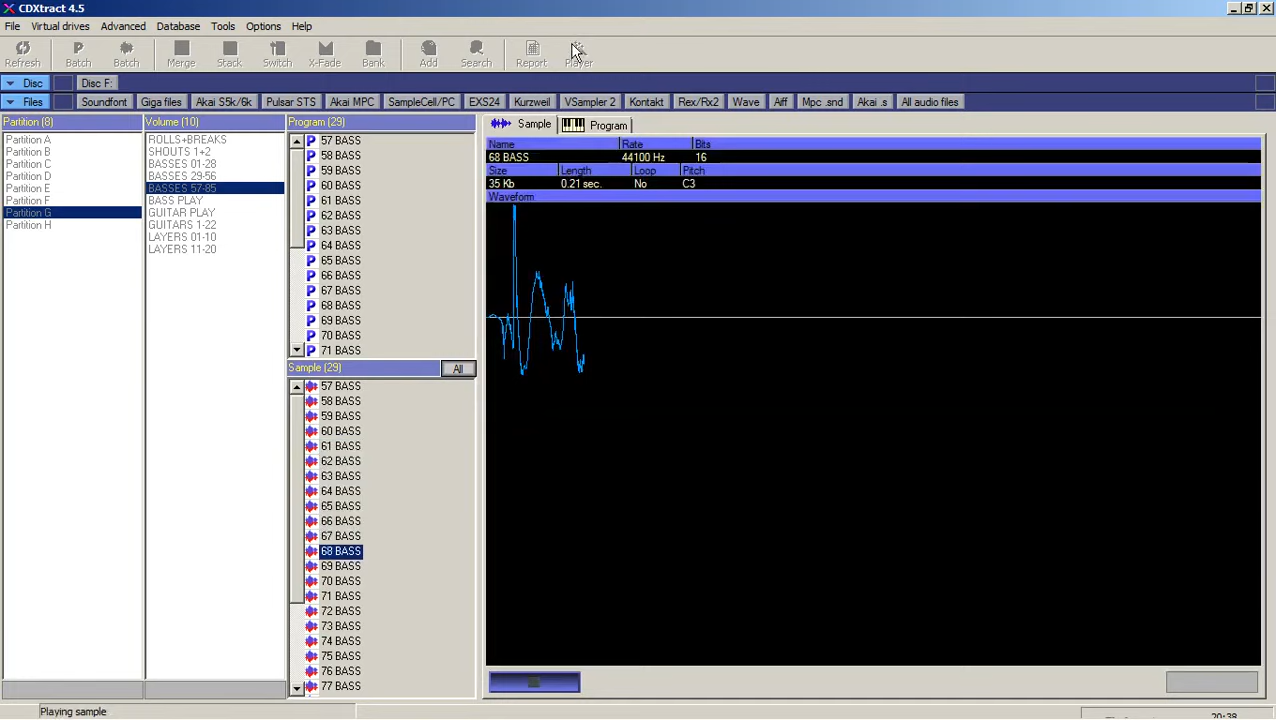 CDXtract 4.5
File Virtual drives Advanced Database Tools Options Help
Refresh Batch Batch Merge Stack Switch X-Fade Bank Add Search Report Player
Disc Disc F:
Files Soundfont Giga files Akai S5k/6k Pulsar STS Akai MPC SampleCell/PC EXS24 Kurzweil VSampler 2 Kontakt Rex/Rx2 Wave Aiff Mpc .snd Akai .s All audio files
Partition (8)
Partition A
Partition B
Partition C
Partition D
Partition E
Partition F
Partition G
Partition H
Volume (10)
ROLLS+BREAKS
SHOUTS 1+2
BASSES 01-28
BASSES 29-56
BASSES 57-85
BASS PLAY
GUITAR PLAY
GUITARS 1-22
LAYERS 01-10
LAYERS 11-20
Program (29)
P 57 BASS
P 58 BASS
P 59 BASS
P 60 BASS
P 61 BASS
P 62 BASS
P 63 BASS
P 64 BASS
P 65 BASS
P 66 BASS
P 67 BASS
P 68 BASS
P 69 BASS
P 70 BASS
P 71 BASS
Sample (29) All
57 BASS
58 BASS
59 BASS
60 BASS
61 BASS
62 BASS
63 BASS
64 BASS
65 BASS
66 BASS
67 BASS
68 BASS
69 BASS
70 BASS
71 BASS
72 BASS
73 BASS
74 BASS
75 BASS
76 BASS
77 BASS
Sample Program
Name Rate Bits
68 BASS 44100 Hz 16
Size Length Loop Pitch
35 Kb 0.21 sec. No C3
Waveform
Playing sample
20:38